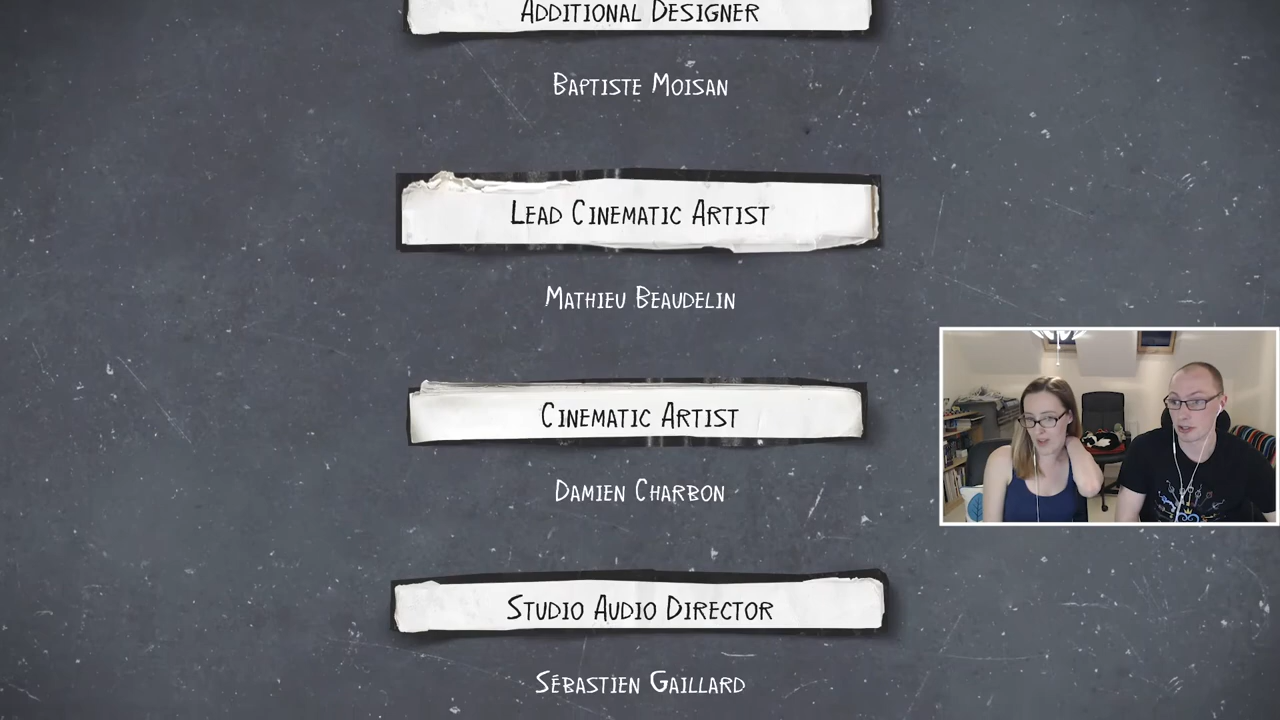 Additional Designer
Baptiste Moisan
Lead Cinematic Artist
Mathieu Beaudelin
Cinematic Artist
Damien Charbon
Studio Audio Director
Sébastien Gaillard